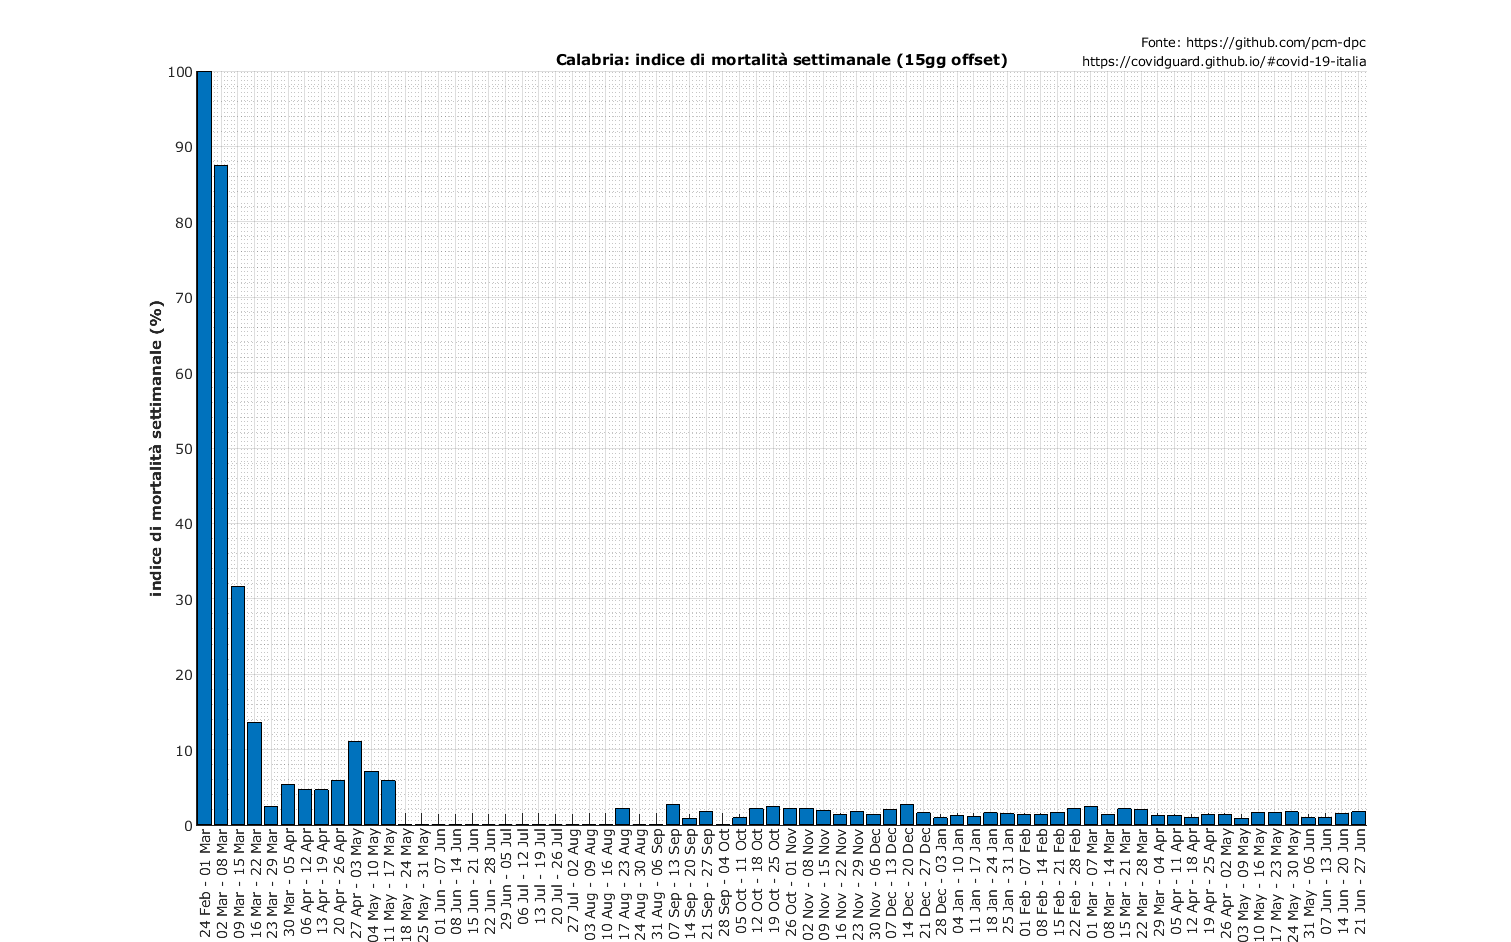 Fonte: https://github.com/pcm-dpc
Calabria: indice di mortalità settimanale (15gg offset)
https://covidguard.github.io/#covid-19-italia
indice di mortalità settimanale (%)
100
90
80
70
60
50
40
30
20
10
0
24 Feb - 01 Mar
02 Mar - 08 Mar
09 Mar - 15 Mar
16 Mar - 22 Mar
23 Mar - 29 Mar
30 Mar - 05 Apr
06 Apr - 12 Apr
13 Apr - 19 Apr
20 Apr - 26 Apr
27 Apr - 03 May
04 May - 10 May
11 May - 17 May
18 May - 24 May
25 May - 31 May
01 Jun - 07 Jun
08 Jun - 14 Jun
15 Jun - 21 Jun
22 Jun - 28 Jun
29 Jun - 05 Jul
06 Jul - 12 Jul
13 Jul - 19 Jul
20 Jul - 26 Jul
27 Jul - 02 Aug
03 Aug - 09 Aug
10 Aug - 16 Aug
17 Aug - 23 Aug
24 Aug - 30 Aug
31 Aug - 06 Sep
07 Sep - 13 Sep
14 Sep - 20 Sep
21 Sep - 27 Sep
28 Sep - 04 Oct
05 Oct - 11 Oct
12 Oct - 18 Oct
19 Oct - 25 Oct
26 Oct - 01 Nov
02 Nov - 08 Nov
09 Nov - 15 Nov
16 Nov - 22 Nov
23 Nov - 29 Nov
30 Nov - 06 Dec
07 Dec - 13 Dec
14 Dec - 20 Dec
21 Dec - 27 Dec
28 Dec - 03 Jan
04 Jan - 10 Jan
11 Jan - 17 Jan
18 Jan - 24 Jan
25 Jan - 31 Jan
01 Feb - 07 Feb
08 Feb - 14 Feb
15 Feb - 21 Feb
22 Feb - 28 Feb
01 Mar - 07 Mar
08 Mar - 14 Mar
15 Mar - 21 Mar
22 Mar - 28 Mar
29 Mar - 04 Apr
05 Apr - 11 Apr
12 Apr - 18 Apr
19 Apr - 25 Apr
26 Apr - 02 May
03 May - 09 May
10 May - 16 May
17 May - 23 May
24 May - 30 May
31 May - 06 Jun
07 Jun - 13 Jun
14 Jun - 20 Jun
21 Jun - 27 Jun